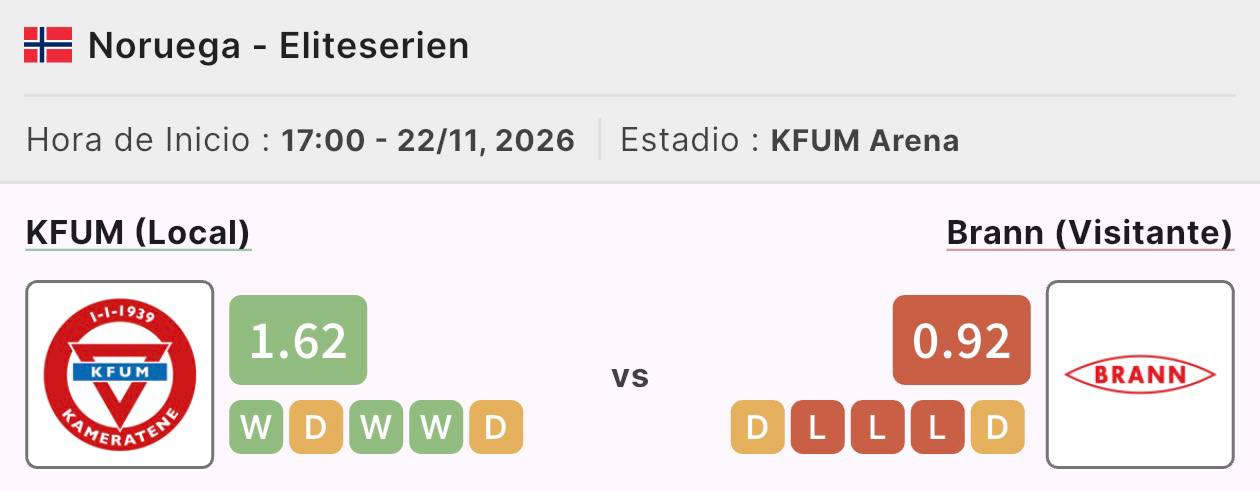 Noruega - Eliteserien
Hora de Inicio : 17:00 - 22/11, 2026 Estadio : KFUM Arena
KFUM (Local) Brann (Visitante)
1-1-1939
KFUM
KAMERATENE
1.62
W D W W D
vs
0.92
D L L L D
BRANN